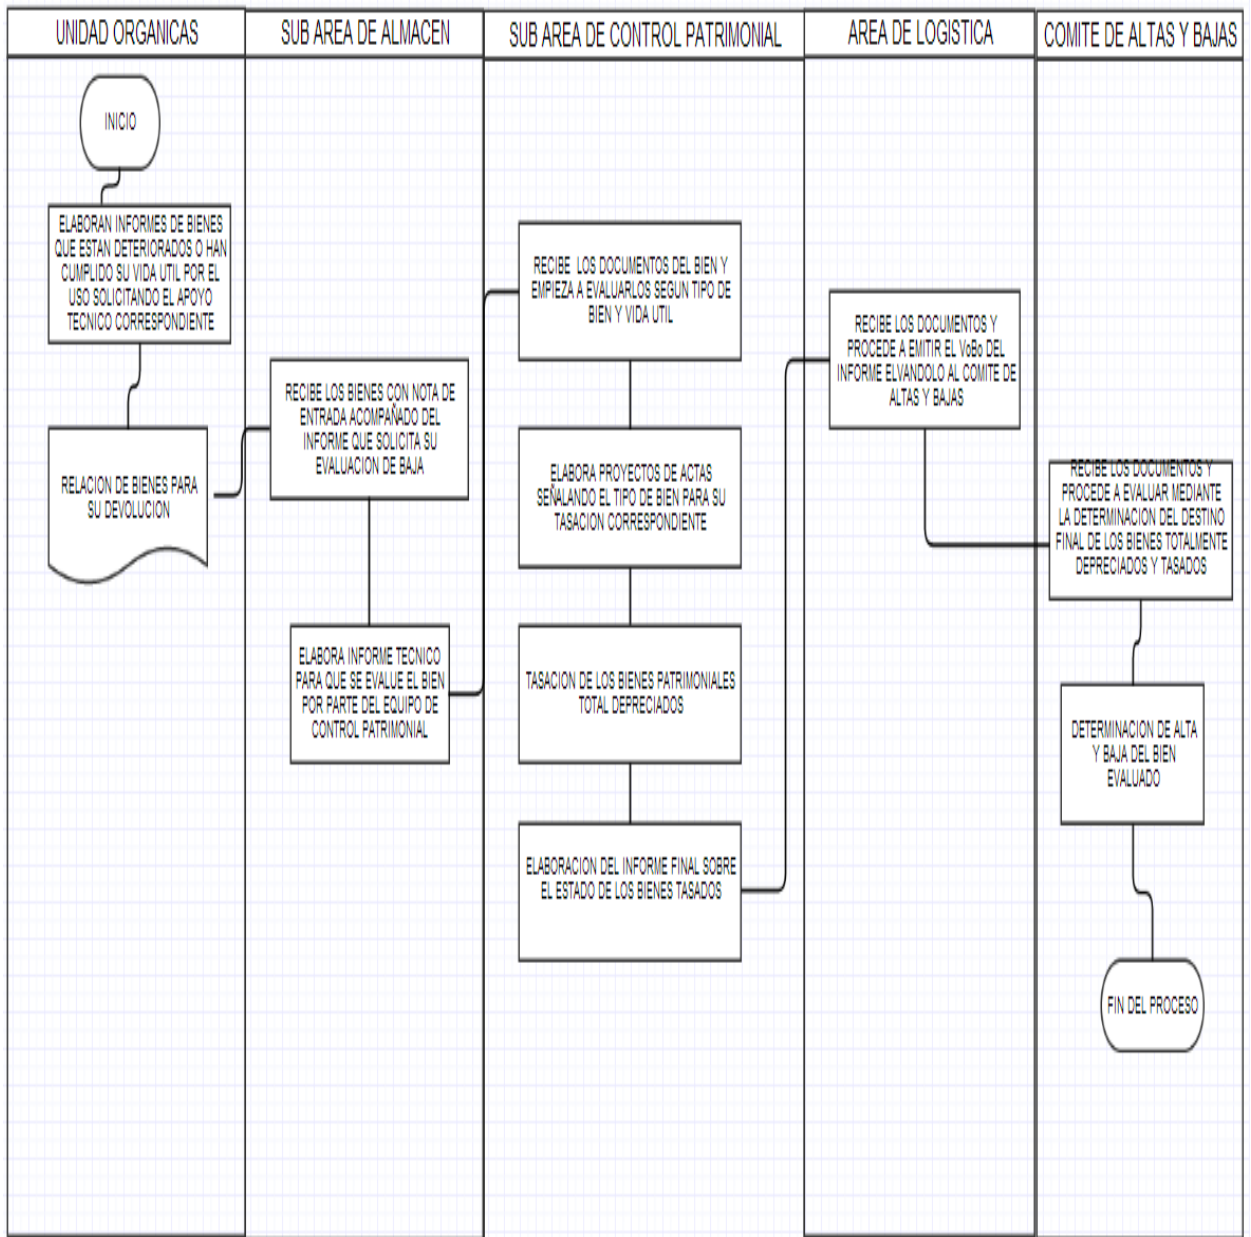 UNIDAD ORGANICAS
SUB AREA DE ALMACEN
SUB AREA DE CONTROL PATRIMONIAL
AREA DE LOGISTICA
COMITE DE ALTAS Y BAJAS
INICIO
ELABORAN INFORMES DE BIENES
QUE ESTAN DETERIORADOS O HAN
CUMPLIDO SU VIDA UTIL POR EL
USO SOLICITANDO EL APOYO
TECNICO CORRESPONDIENTE
RELACION DE BIENES PARA
SU DEVOLUCION
RECIBE LOS BIENES CON NOTA DE
ENTRADA ACOMPAÑADO DEL
INFORME QUE SOLICITA SU
EVALUACION DE BAJA
ELABORA INFORME TECNICO
PARA QUE SE EVALUE EL BIEN
POR PARTE DEL EQUIPO DE
CONTROL PATRIMONIAL
RECIBE LOS DOCUMENTOS DEL BIEN Y
EMPIEZA A EVALUARLOS SEGUN TIPO DE
BIEN Y VIDA UTIL
ELABORA PROYECTOS DE ACTAS
SEÑALANDO EL TIPO DE BIEN PARA SU
TASACION CORRESPONDIENTE
TASACION DE LOS BIENES PATRIMONIALES
TOTAL DEPRECIADOS
ELABORACION DEL INFORME FINAL SOBRE
EL ESTADO DE LOS BIENES TASADOS
RECIBE LOS DOCUMENTOS Y
PROCEDE A EMITIR EL VoBo DEL
INFORME ELVANDOLO AL COMITE DE
ALTAS Y BAJAS
RECIBE LOS DOCUMENTOS Y
PROCEDE A EVALUAR MEDIANTE
LA DETERMINACION DEL DESTINO
FINAL DE LOS BIENES TOTALMENTE
DEPRECIADOS Y TASADOS
DETERMINACION DE ALTA
Y BAJA DEL BIEN
EVALUADO
FIN DEL PROCESO